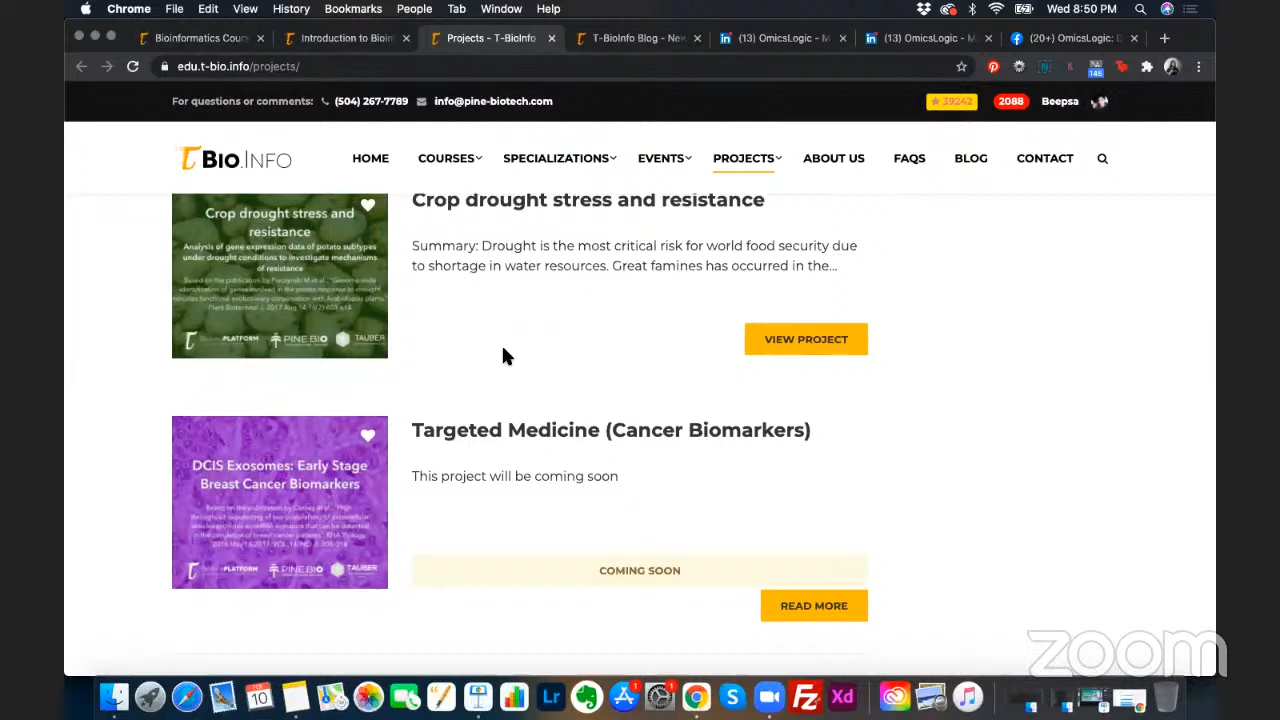 Chrome File Edit View History Bookmarks People Tab Window Help Wed 8:50 PM
Bioinformatics Cour Introduction to Bioin Projects - T-BioInfo T-BioInfo Blog - New (13) OmicsLogic - M (13) OmicsLogic - M (20+) OmicsLogic: D
edu.t-bio.info/projects/
For questions or comments: (504) 267-7789 info@pine-biotech.com 39242 2088 Beepsa
Bio.Info HOME COURSES SPECIALIZATIONS EVENTS PROJECTS ABOUT US FAQS BLOG CONTACT
Crop drought stress and resistance
Crop drought stress and
resistance
Analysis of gene expression data of potato subtypes
under drought conditions to investigate mechanisms
of resistance
PLATFORM PINE BIO TAUBER
Summary: Drought is the most critical risk for world food security due
to shortage in water resources. Great famines has occurred in the...
VIEW PROJECT
Targeted Medicine (Cancer Biomarkers)
DCIS Exosomes: Early Stage
Breast Cancer Biomarkers
PLATFORM PINE BIO TAUBER
This project will be coming soon
COMING SOON
READ MORE
zoom
FEB
10
Lr
S
Fz
Xd